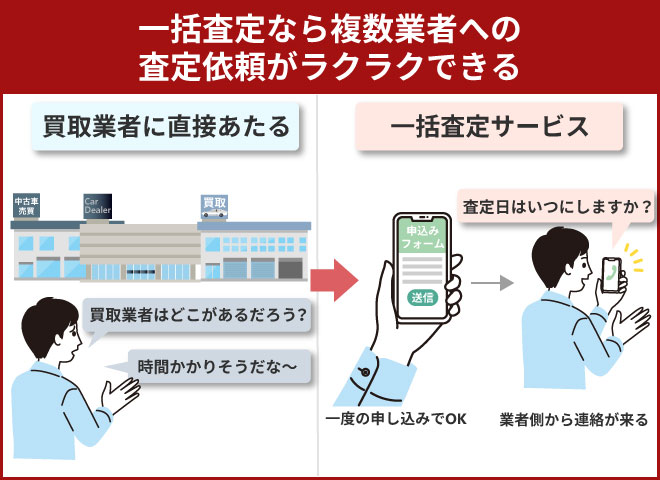 一括査定なら複数業者への
査定依頼がラクラクできる
買取業者に直接あたる
中古車
売買
Car
Dealer
買取
買取業者はどこがあるだろう？
時間かかりそうだな〜
一括査定サービス
申込み
フォーム
送信
一度の申し込みでOK
査定日はいつにしますか？
業者側から連絡が来る